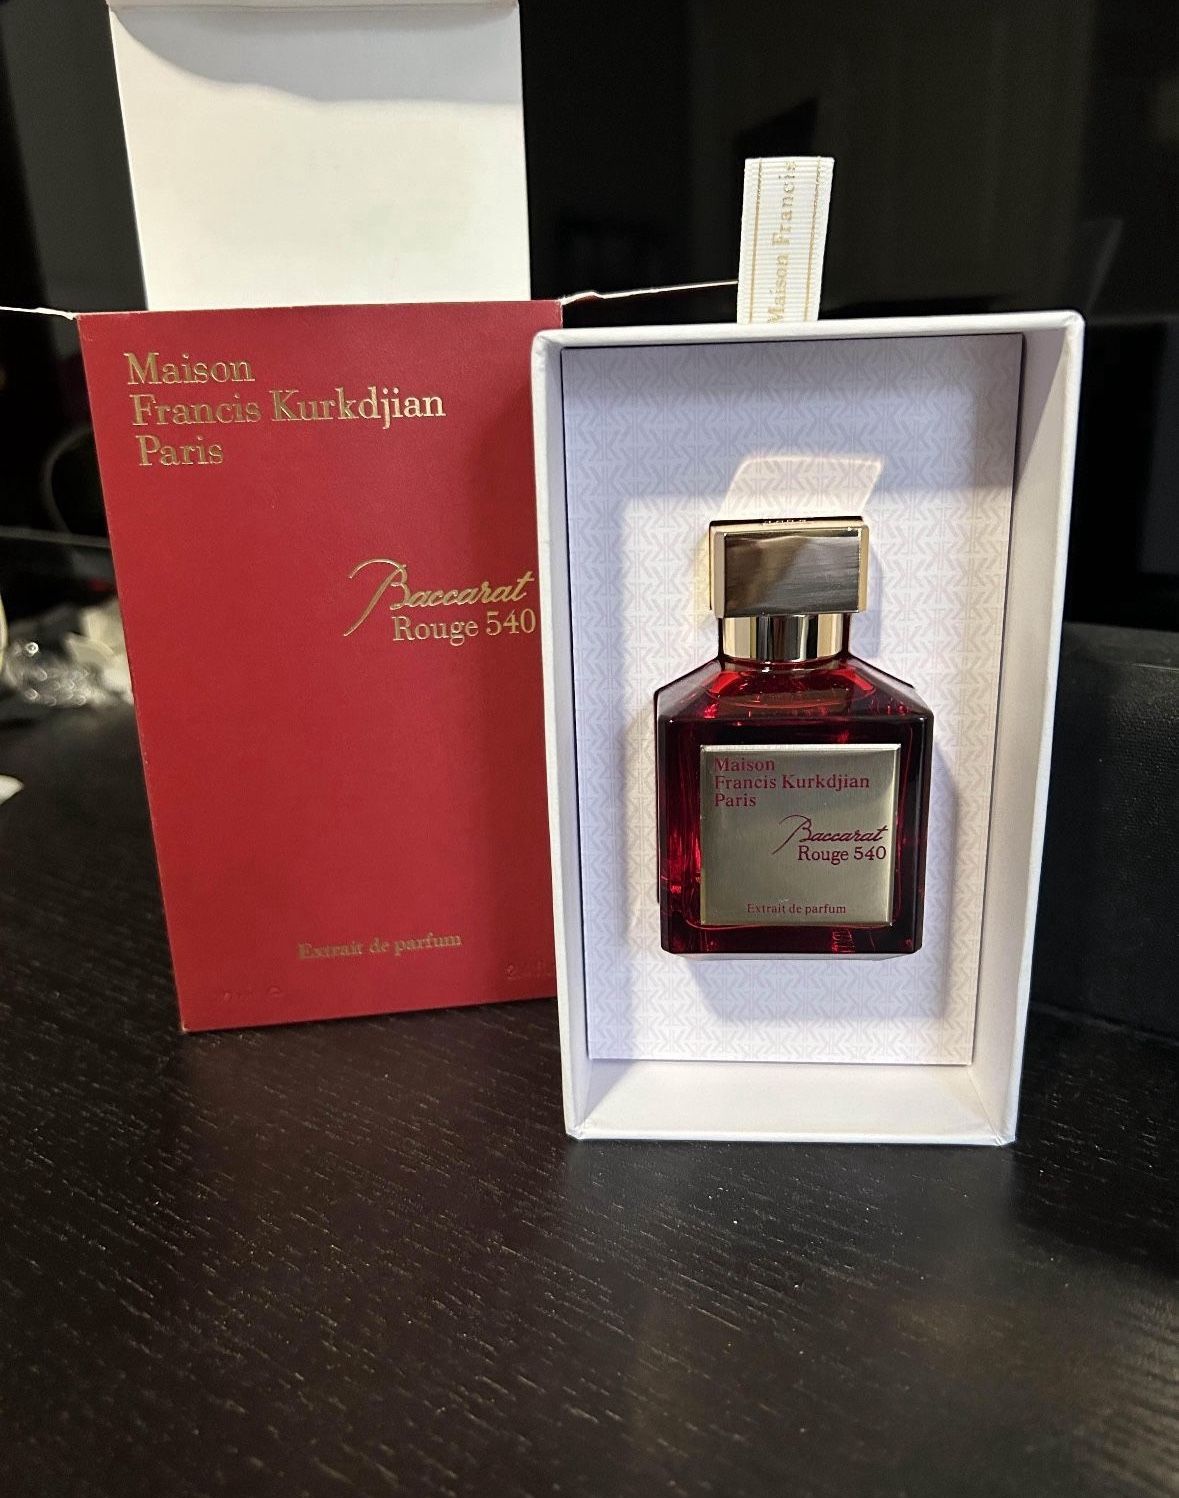 Maison
Francis Kurkdjian
Paris
Baccarat
Rouge 540
Extrait de parfum
Maison Francis
Maison
Francis Kurkdjian
Paris
Baccarat
Rouge 540
Extrait de parfum